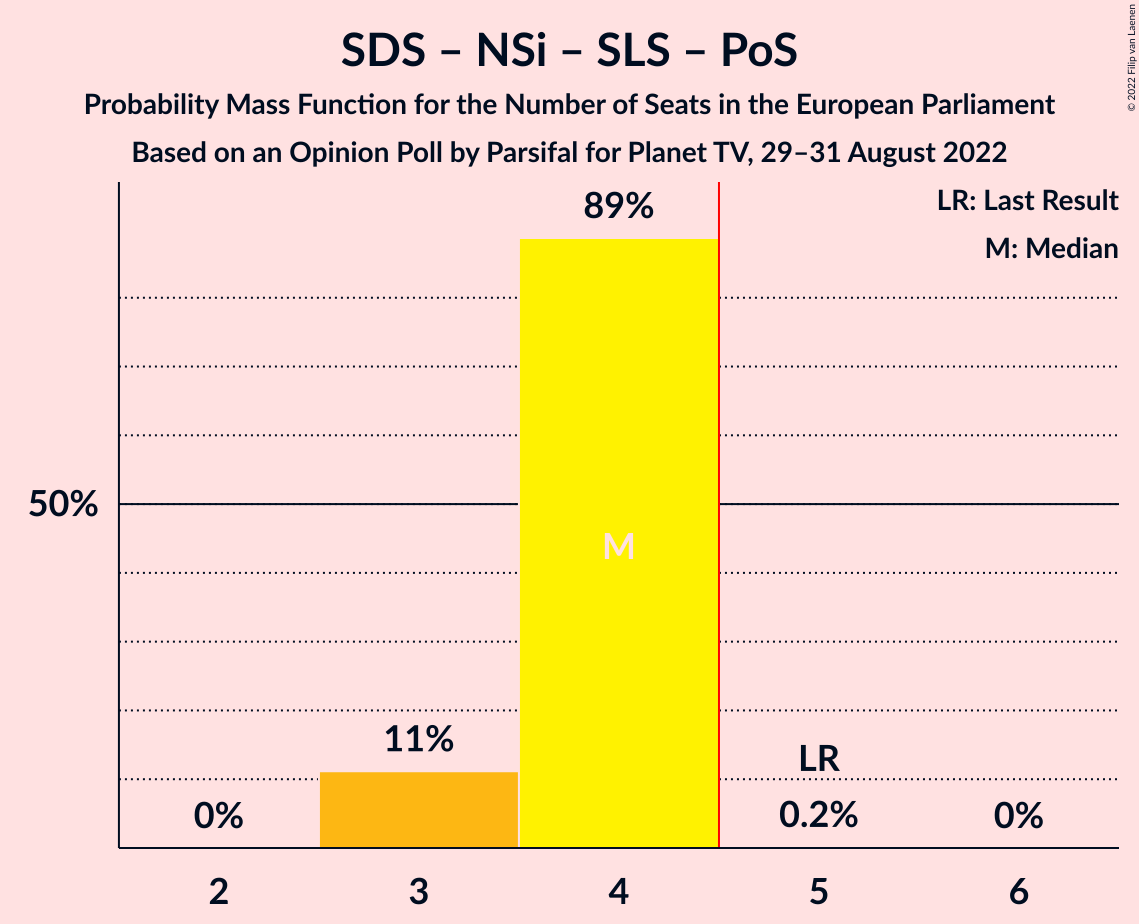 SDS – NSi – SLS – PoS
Probability Mass Function for the Number of Seats in the European Parliament
Based on an Opinion Poll by Parsifal for Planet TV, 29–31 August 2022
© 2022 Filip van Laenen
LR: Last Result
M: Median
89%
50%
M
11%
LR
0%
0.2%
0%
2
3
4
5
6